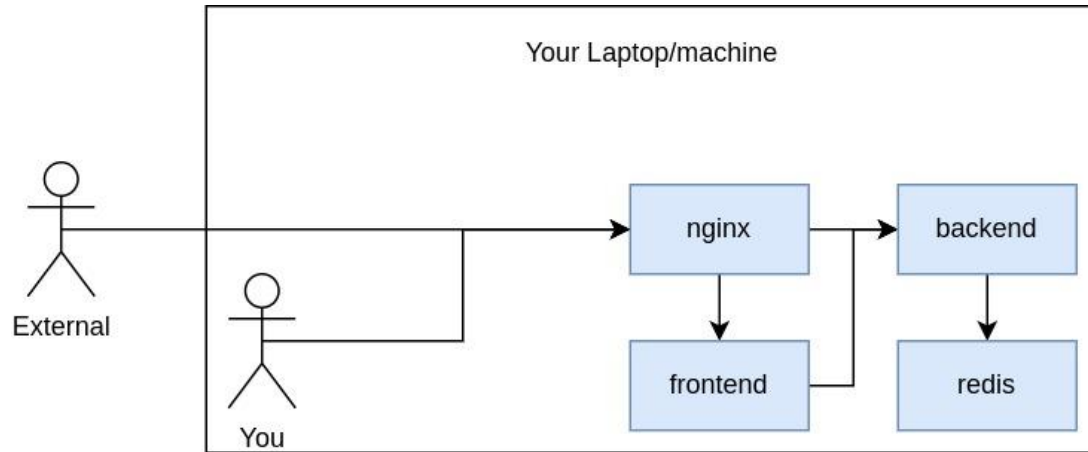 Your Laptop/machine
nginx
backend
External
frontend
redis
You